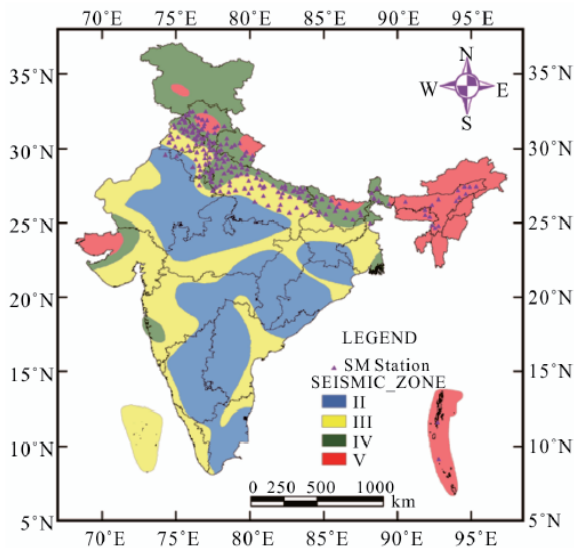 70˚E 75˚E 80˚E 85˚E 90˚E 95˚E
35˚N 35˚N
N
W E
S
30˚N 30˚N
25˚N 25˚N
20˚N 20˚N
LEGEND
15˚N 15˚N
SM Station
SEISMIC_ZONE
II
III
10˚N 10˚N
IV
V
0 250 500 1000
km
5˚N 5˚N
70˚E 75˚E 80˚E 85˚E 90˚E 95˚E